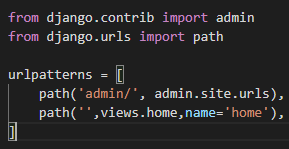 from django.contrib import admin
from django.urls import path

urlpatterns = [
    path('admin/', admin.site.urls),
    path('',views.home,name='home'),
]